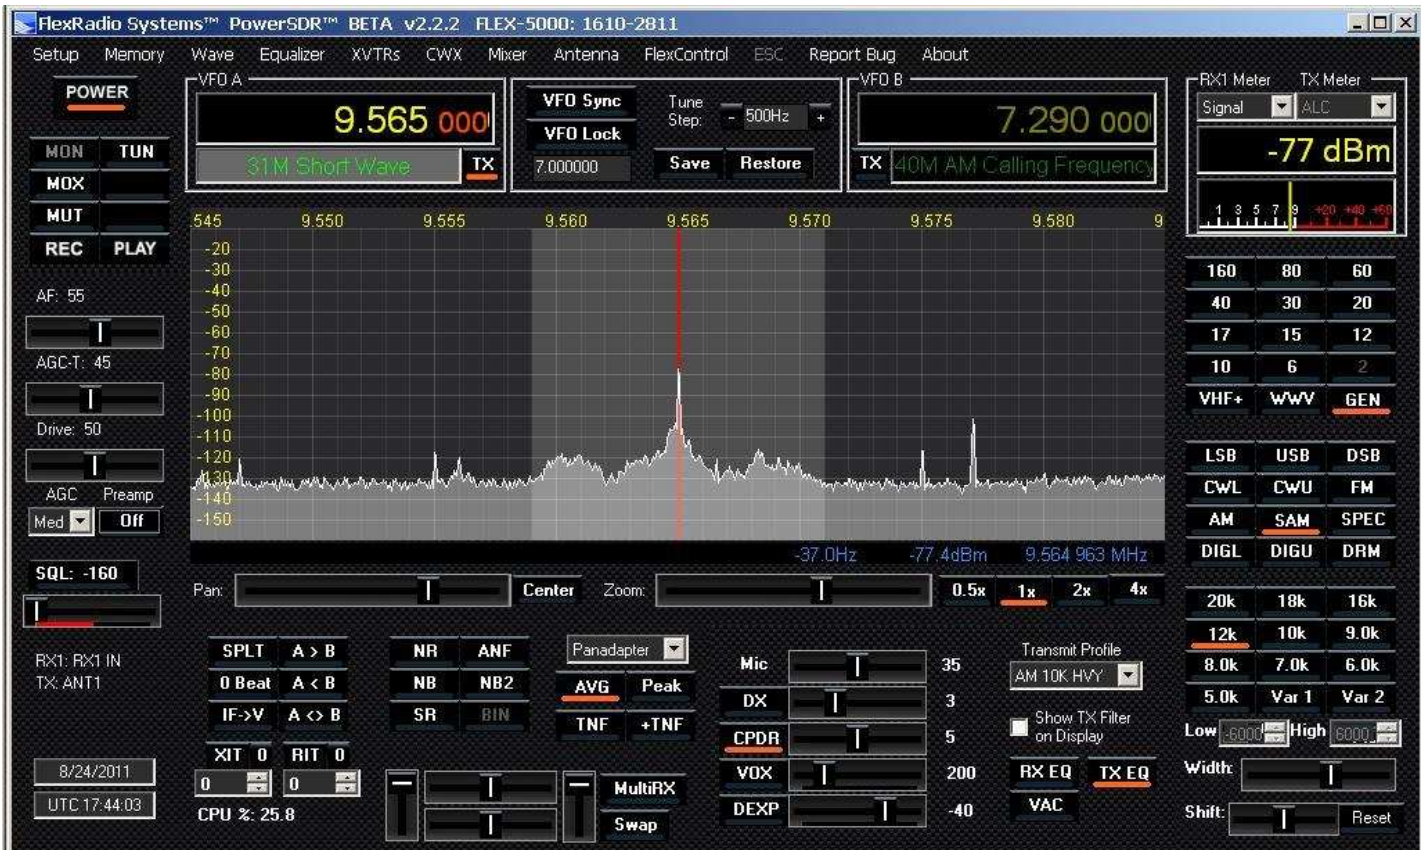 FlexRadio Systems™ PowerSDR™ BETA v2.2.2 FLEX-5000: 1610-2811
Setup Memory Wave Equalizer XVTRs CWX Mixer Antenna FlexControl ESC Report Bug About
POWER
MON TUN
MOX
MUT
REC PLAY
AF: 55
AGC-T: 45
Drive: 50
AGC Preamp
Med Off
SQL: -160
RX1: RX1 IN
TX: ANT1
8/24/2011
UTC 17:44:03
VFO A
9.565 000
31M Short Wave TX
VFO Sync
VFO Lock
7.000000
Tune
Step: - 500Hz +
Save Restore
VFO B
7.290 000
TX 40M AM Calling Frequency
RX1 Meter TX Meter
Signal ALC
-77 dBm
1 3 5 7 9 +20 +40 +60
.545 9.550 9.555 9.560 9.565 9.570 9.575 9.580 9
-20
-30
-40
-50
-60
-70
-80
-90
-100
-110
-120
-130
-140
-150
-37.0Hz -77.4dBm 9.564 963 MHz
Pan: Center Zoom: 0.5x 1x 2x 4x
SPLT A > B
0 Beat A < B
IF->V A <> B
XIT 0 RIT 0
0 0
CPU %: 25.8
NR ANF
NB NB2
SR BIN
Panadapter
AVG Peak
TNF +TNF
MultiRX
Swap
Mic 35
DX 3
CPDR 5
VOX 200
DEXP -40
Transmit Profile
AM 10K HVY
Show TX Filter
on Display
RX EQ TX EQ
VAC
160 80 60
40 30 20
17 15 12
10 6 2
VHF+ WWV GEN
LSB USB DSB
CWL CWU FM
AM SAM SPEC
DIGL DIGU DRM
20k 18k 16k
12k 10k 9.0k
8.0k 7.0k 6.0k
5.0k Var 1 Var 2
Low -6000 High 6000
Width:
Shift: Reset